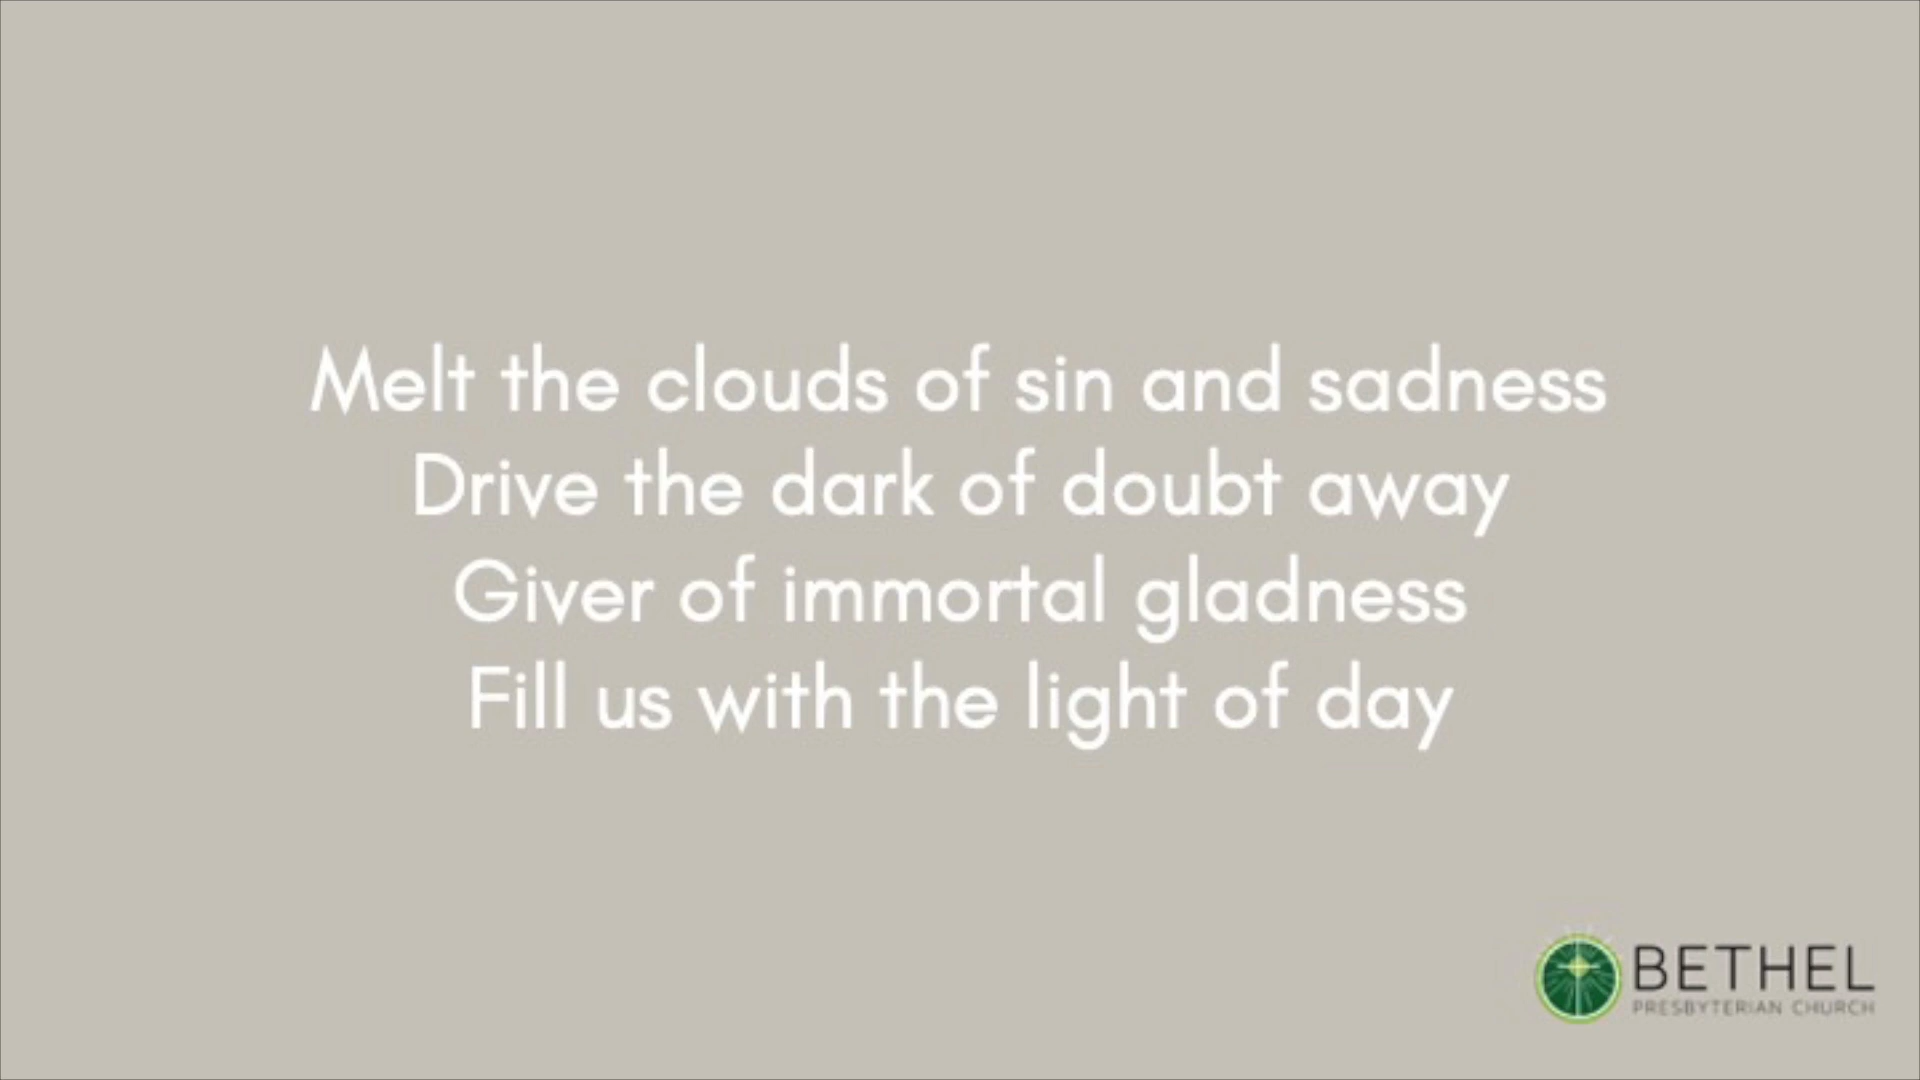 Melt the clouds of sin and sadness
Drive the dark of doubt away
Giver of immortal gladness
Fill us with the light of day
BETHEL
PRESBYTERIAN CHURCH